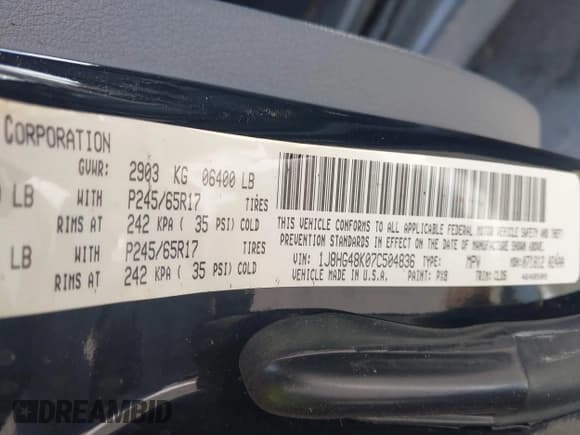 CORPORATION
GVWR: 2903 KG 06400 LB
LB WITH P245/65R17 TIRES
RIMS AT 242 KPA ( 35 PSI) COLD
LB WITH P245/65R17 TIRES
RIMS AT 242 KPA ( 35 PSI) COLD
THIS VEHICLE CONFORMS TO ALL APPLICABLE FEDERAL MOTOR VEHICLE SAFETY AND THEFT
PREVENTION STANDARDS IN EFFECT ON THE DATE OF MANUFACTURE SHOWN ABOVE.
VIN: 1J8HG48K07C504836 TYPE: MPV MDH:
MADE IN U.S.A. PAINT: PXB TRIM: CLDB
DREAMBID